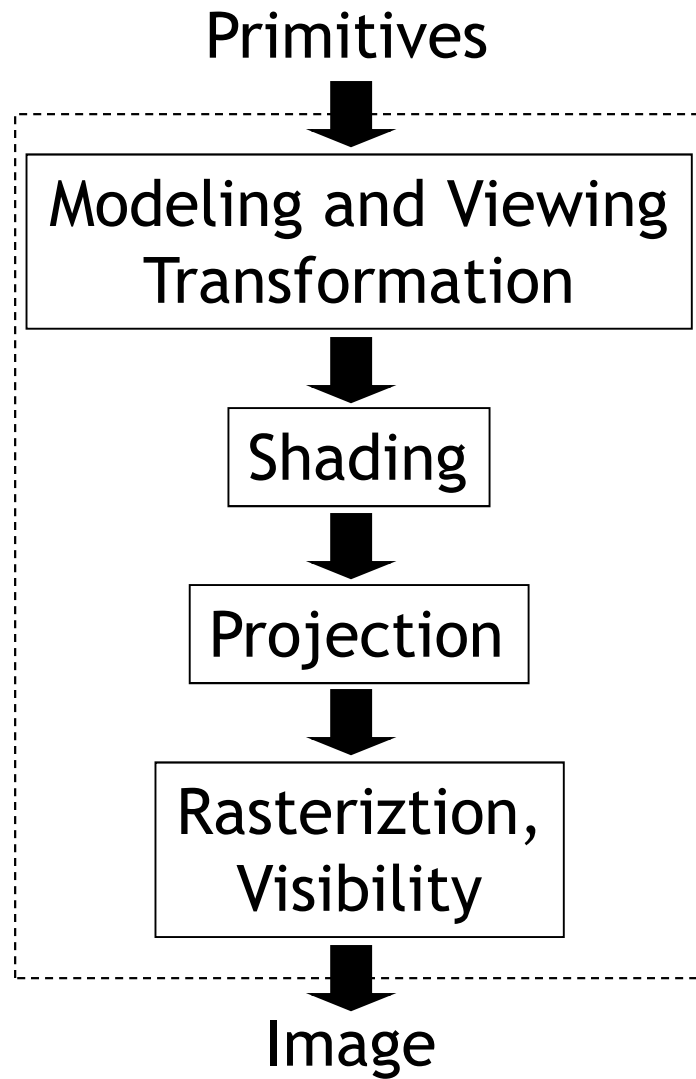 Primitives
Modeling and Viewing
Transformation
Shading
Projection
Rasteriztion,
Visibility
Image